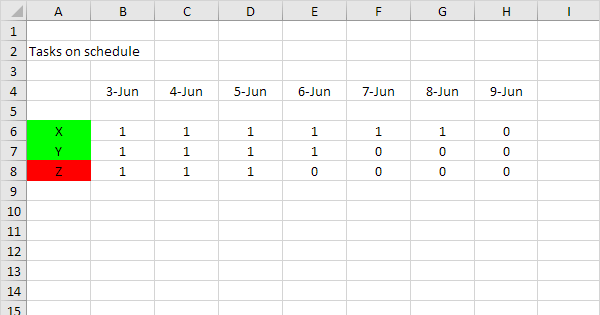 A B C D E F G H I
1
2 Tasks on schedule
3
4 3-Jun 4-Jun 5-Jun 6-Jun 7-Jun 8-Jun 9-Jun
5
6 X 1 1 1 1 1 1 0
7 Y 1 1 1 1 0 0 0
8 Z 1 1 1 0 0 0 0
9
10
11
12
13
14
15